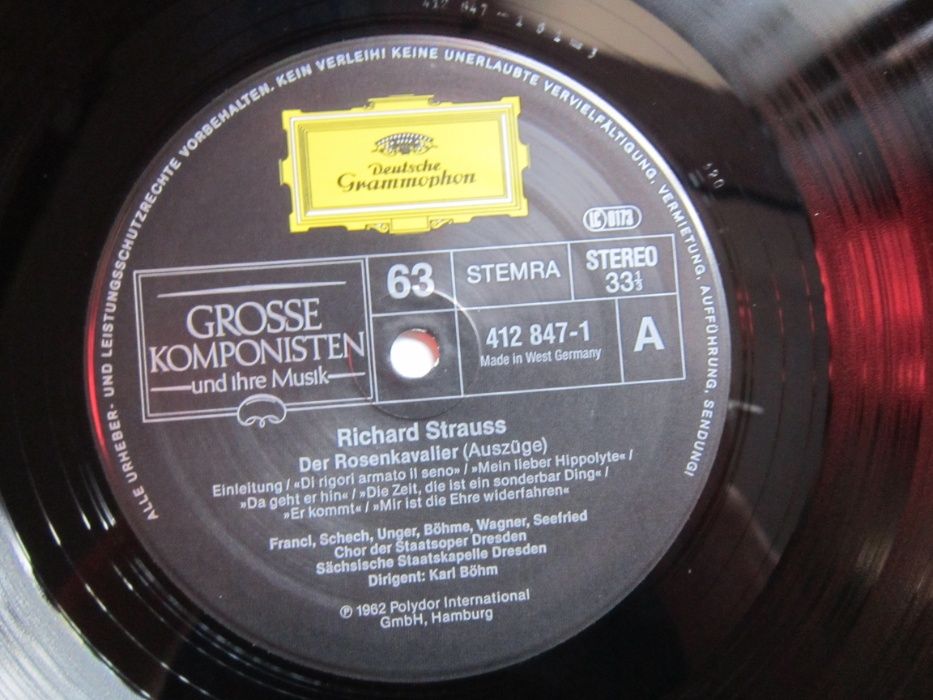 412 847-1
120
ALLE URHEBER- UND LEISTUNGSSCHUTZRECHTE VORBEHALTEN. KEIN VERLEIH! KEINE UNERLAUBTE VERVIELFÄLTIGUNG, VERMIETUNG, AUFFÜHRUNG, SENDUNG!
Deutsche
Grammophon
LC 0173
GROSSE
KOMPONISTEN
und ihre Musik
63
STEMRA
STEREO
33⅓
412 847-1
Made in West Germany
A
Richard Strauss
Der Rosenkavalier (Auszüge)
Einleitung / »Di rigori armato il seno« / »Mein lieber Hippolyte« /
»Da geht er hin« / »Die Zeit, die ist ein sonderbar Ding« /
»Er kommt« / »Mir ist die Ehre widerfahren«
Francl, Schech, Unger, Böhme, Wagner, Seefried
Chor der Staatsoper Dresden
Sächsische Staatskapelle Dresden
Dirigent: Karl Böhm
℗ 1962 Polydor International
GmbH, Hamburg